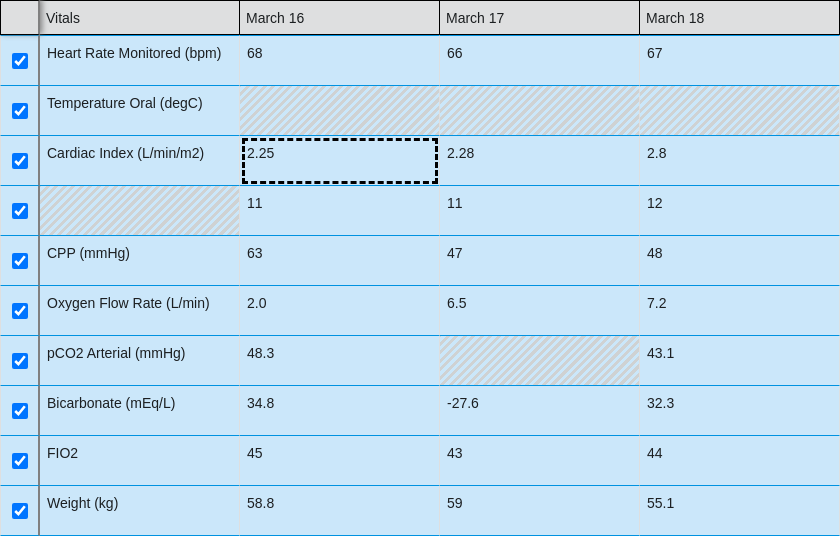 Vitals March 16 March 17 March 18
Heart Rate Monitored (bpm) 68 66 67
Temperature Oral (degC)
Cardiac Index (L/min/m2) 2.25 2.28 2.8
11 11 12
CPP (mmHg) 63 47 48
Oxygen Flow Rate (L/min) 2.0 6.5 7.2
pCO2 Arterial (mmHg) 48.3 43.1
Bicarbonate (mEq/L) 34.8 -27.6 32.3
FIO2 45 43 44
Weight (kg) 58.8 59 55.1